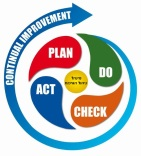 CONTINUAL IMPROVEMENT
PLAN
DO
ACT
CHECK